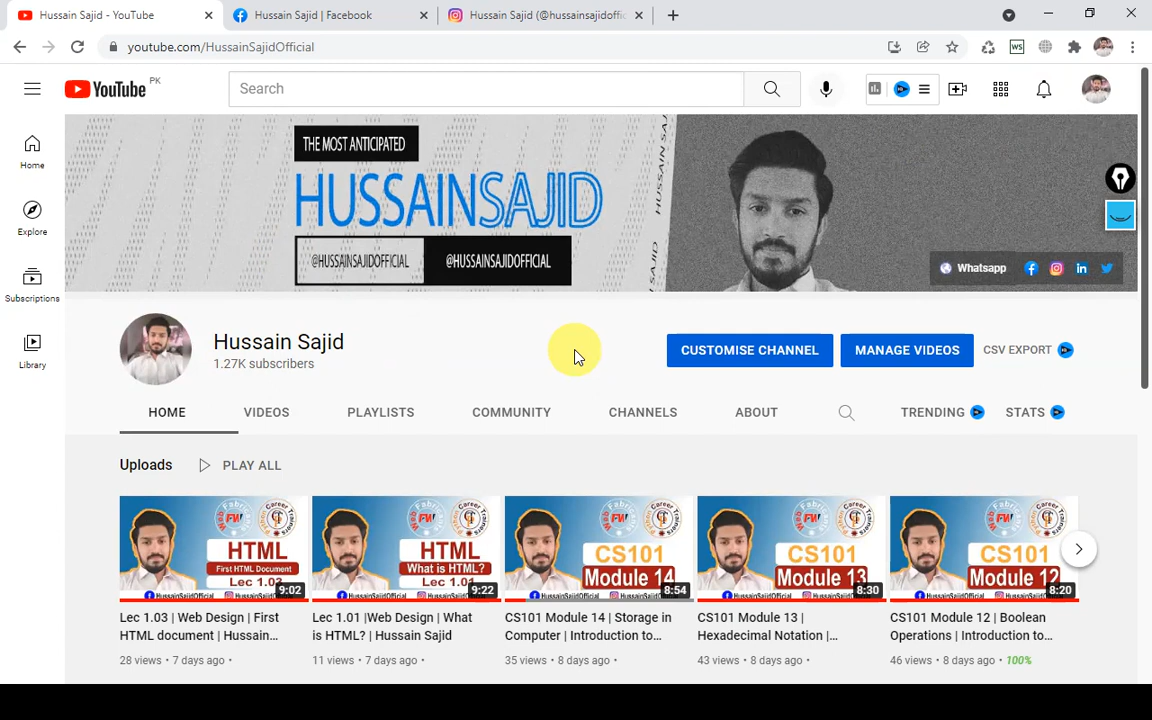 Hussain Sajid - YouTube
Hussain Sajid | Facebook
Hussain Sajid (@hussainsajidoffic
youtube.com/HussainSajidOfficial
WS
YouTube PK
Search
Home
Explore
Subscriptions
Library
THE MOST ANTICIPATED
HUSSAINSAJID
@HUSSAINSAJIDOFFICIAL
@HUSSAINSAJIDOFFICIAL
HUSSAIN SAJ
SAJID
Whatsapp
Hussain Sajid
1.27K subscribers
CUSTOMISE CHANNEL
MANAGE VIDEOS
CSV EXPORT
HOME
VIDEOS
PLAYLISTS
COMMUNITY
CHANNELS
ABOUT
TRENDING
STATS
Uploads
PLAY ALL
HTML
First HTML Document
Lec 1.03
9:02
HTML
What is HTML?
Lec 1.01
9:22
CS101
Module 14
8:54
CS101
Module 13
8:30
CS101
Module 12
8:20
Lec 1.03 | Web Design | First
HTML document | Hussain...
28 views • 7 days ago •
Lec 1.01 |Web Design | What
is HTML? | Hussain Sajid
11 views • 7 days ago •
CS101 Module 14 | Storage in
Computer | Introduction to...
35 views • 8 days ago •
CS101 Module 13 |
Hexadecimal Notation |...
43 views • 8 days ago •
CS101 Module 12 | Boolean
Operations | Introduction to...
46 views • 8 days ago • 100%